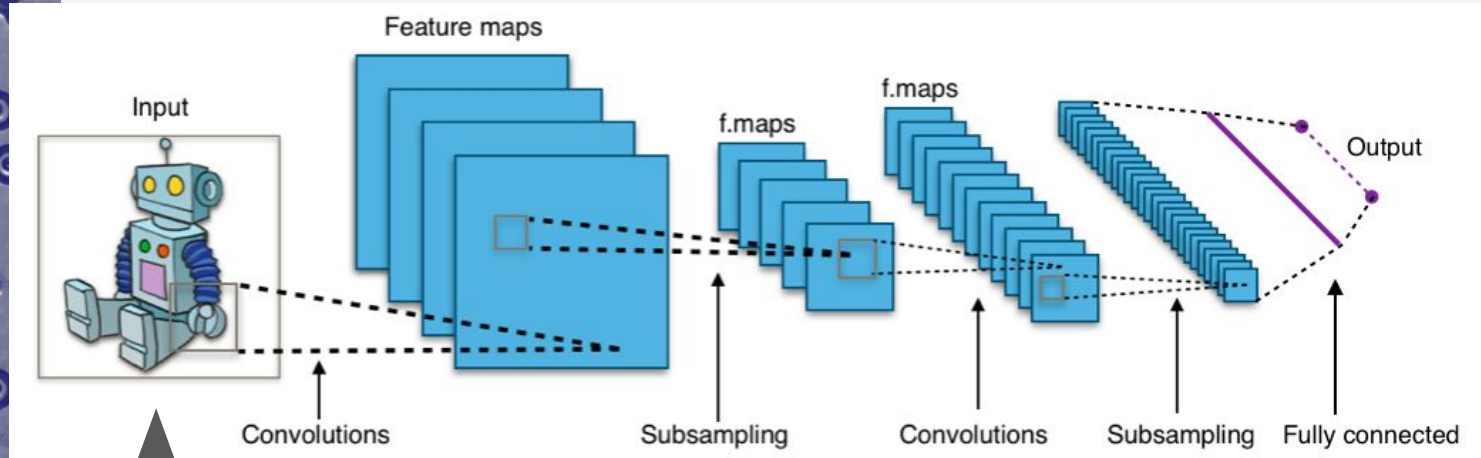 Feature maps
f.maps
Input
f.maps
Output
Convolutions
Subsampling
Convolutions
Subsampling
Fully connected